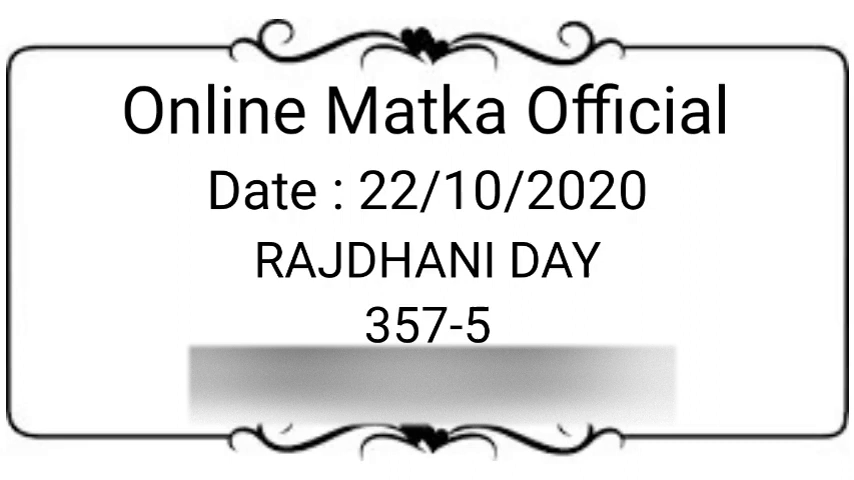 Online Matka Official
Date : 22/10/2020
RAJDHANI DAY
357-5